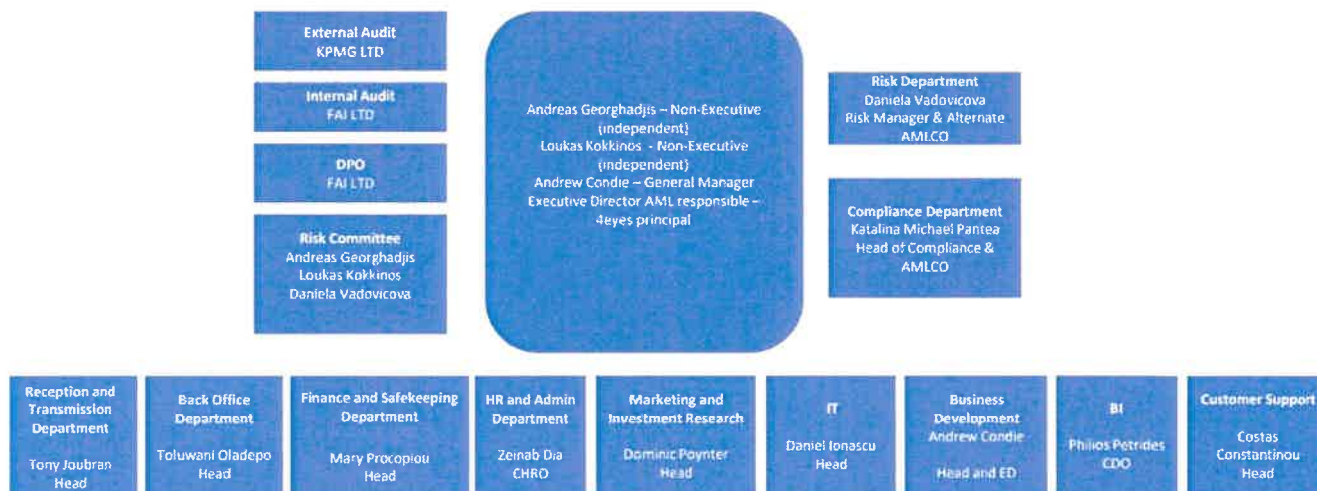 External Audit
KPMG LTD
Internal Audit
FAI LTD
DPO
FAI LTD
Risk Committee
Andreas Georghadjis
Loukas Kokkinos
Daniela Vadovicova
Andreas Georghadjis – Non-Executive
(independent)
Loukas Kokkinos - Non-Executive
(independent)
Andrew Condie – General Manager
Executive Director AML responsible –
4eyes principal
Risk Department
Daniela Vadovicova
Risk Manager & Alternate
AMLCO
Compliance Department
Katalina Michael Pantea
Head of Compliance &
AMLCO
Reception and
Transmission
Department
Tony Joubran
Head
Back Office
Department
Toluwani Oladepo
Head
Finance and Safekeeping
Department
Mary Procopiou
Head
HR and Admin
Department
Zeinab Dia
CHRO
Marketing and
Investment Research
Dominic Poynter
Head
IT
Daniel Ionascu
Head
Business
Development
Andrew Condie
Head and ED
BI
Philios Petrides
CDO
Customer Support
Costas
Constantinou
Head